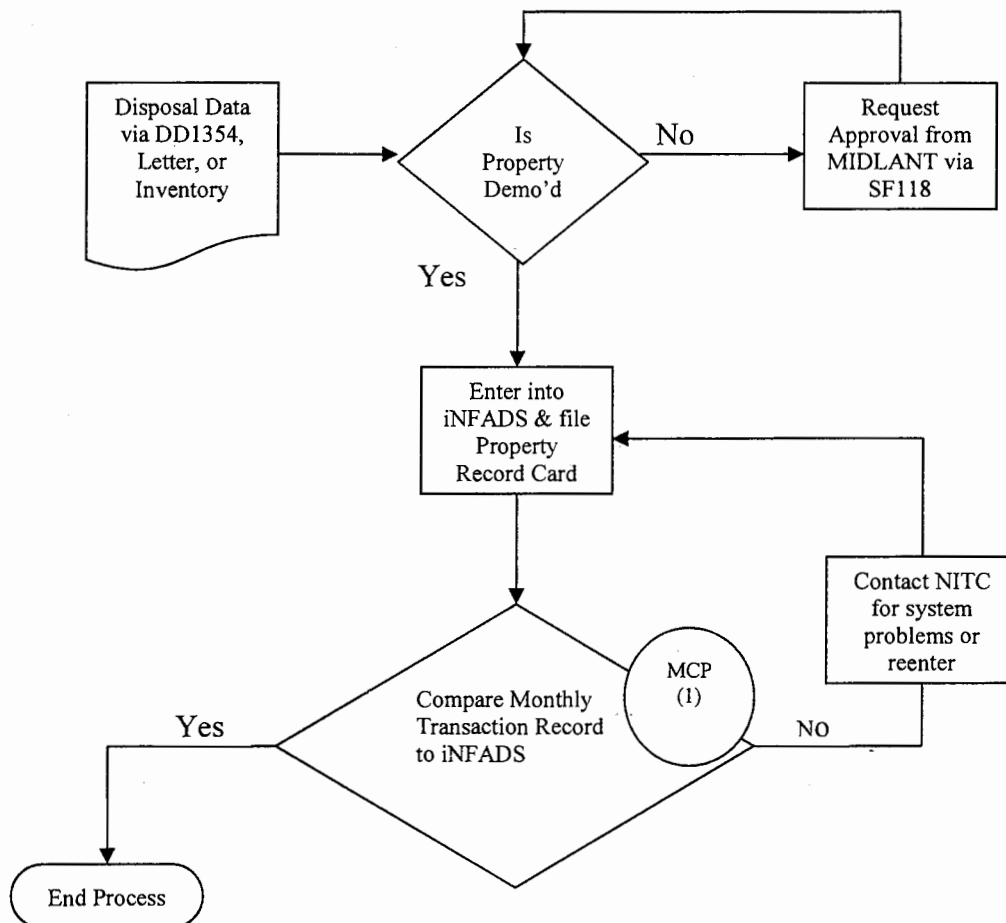 Disposal Data
via DD1354,
Letter, or
Inventory
Is
Property
Demo’d
No
Request
Approval from
MIDLANT via
SF118
Yes
Enter into
iNFADS & file
Property
Record Card
Contact NITC
for system
problems or
reenter
MCP
(1)
Compare Monthly
Transaction Record
to iNFADS
Yes
NO
End Process